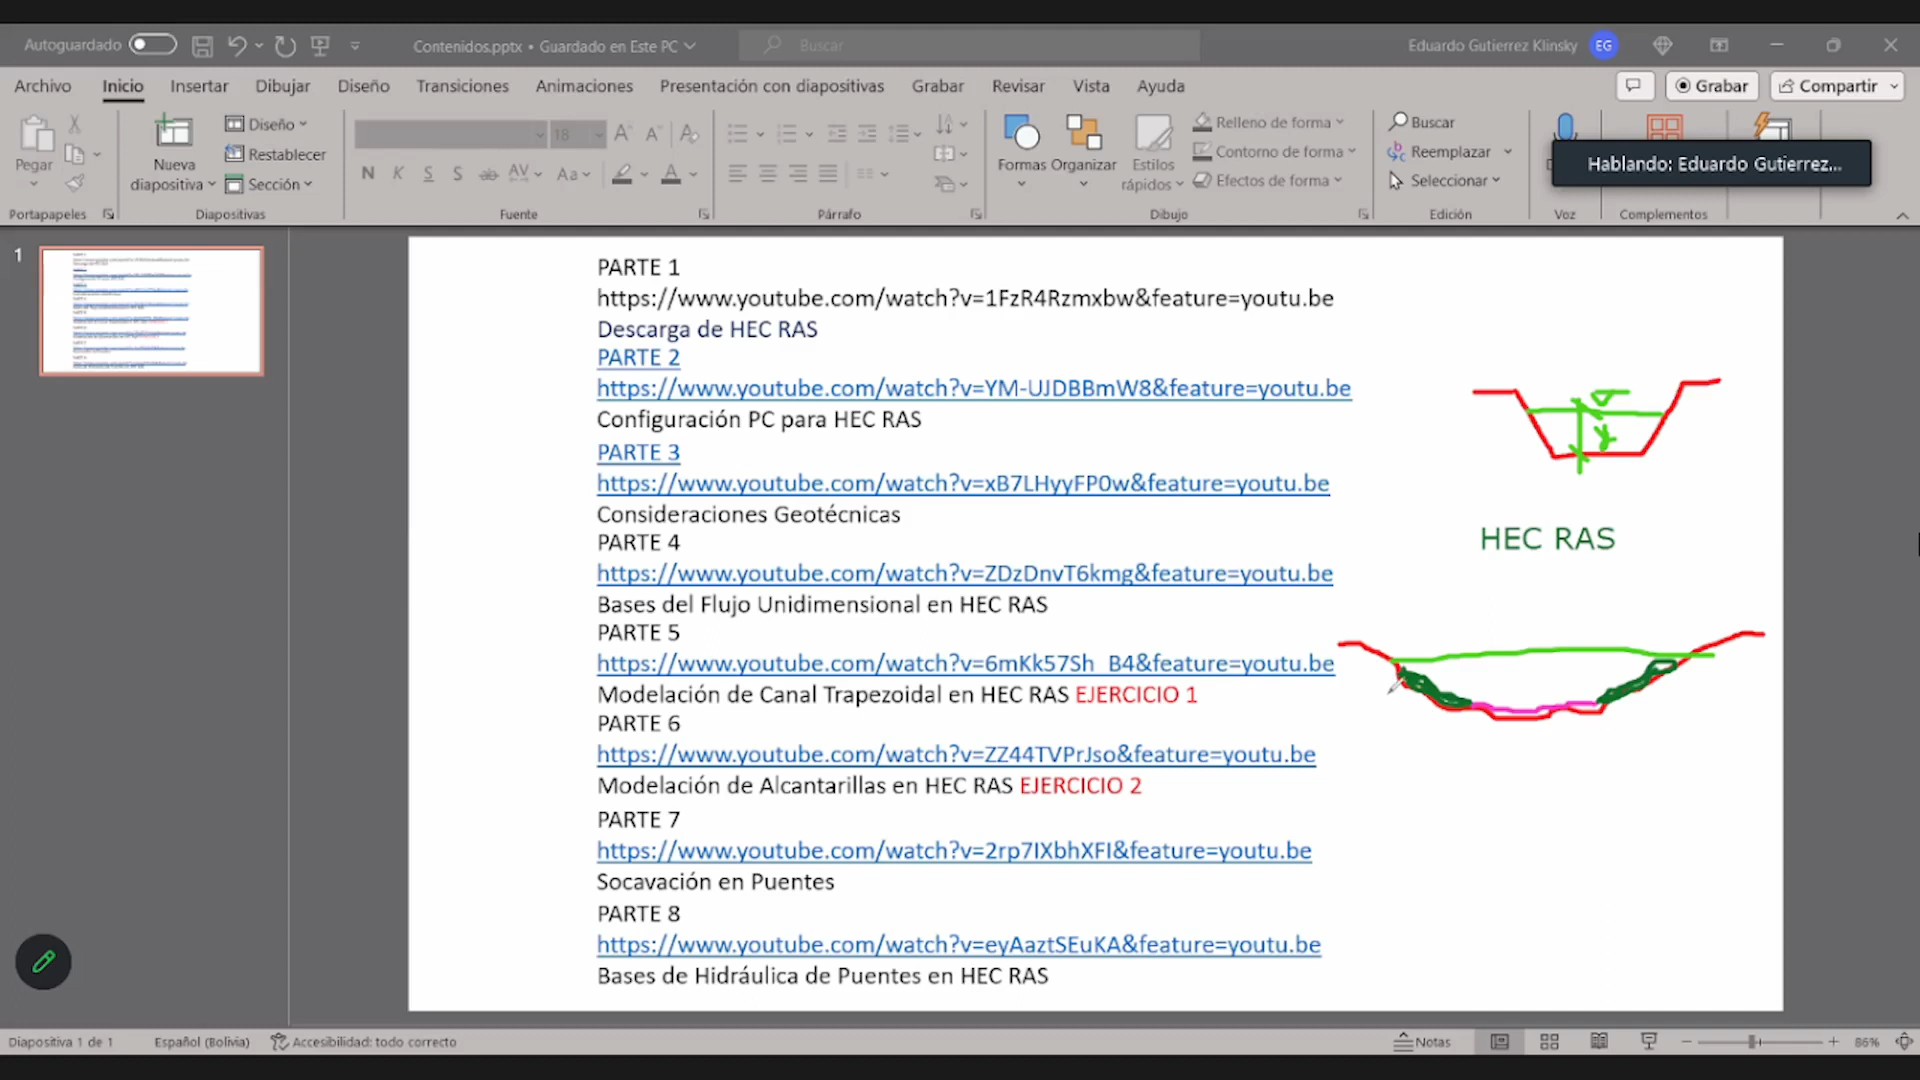 Autoguardado
Contenidos.pptx • Guardado en Este PC
Buscar
Eduardo Gutierrez Klinsky
EG
Archivo
Inicio
Insertar
Dibujar
Diseño
Transiciones
Animaciones
Presentación con diapositivas
Grabar
Revisar
Vista
Ayuda
Grabar
Compartir
Pegar
Nueva
diapositiva
Diseño
Restablecer
Sección
18
N K S S ab AV Aa A
Formas
Organizar
Estilos
rápidos
Relleno de forma
Contorno de forma
Efectos de forma
Buscar
Reemplazar
Seleccionar
Hablando: Eduardo Gutierrez...
Portapapeles
Diapositivas
Fuente
Párrafo
Dibujo
Edición
Voz
Complementos
1
PARTE 1
https://www.youtube.com/watch?v=1FzR4Rzmxbw&feature=youtu.be
Descarga de HEC RAS
PARTE 2
https://www.youtube.com/watch?v=YM-UJDBBmW8&feature=youtu.be
Configuración PC para HEC RAS
PARTE 3
https://www.youtube.com/watch?v=xB7LHyyFP0w&feature=youtu.be
Consideraciones Geotécnicas
PARTE 4
https://www.youtube.com/watch?v=ZDzDnvT6kmg&feature=youtu.be
Bases del Flujo Unidimensional en HEC RAS
PARTE 5
https://www.youtube.com/watch?v=6mKk57Sh_B4&feature=youtu.be
Modelación de Canal Trapezoidal en HEC RAS EJERCICIO 1
PARTE 6
https://www.youtube.com/watch?v=ZZ44TVPrJso&feature=youtu.be
Modelación de Alcantarillas en HEC RAS EJERCICIO 2
PARTE 7
https://www.youtube.com/watch?v=2rp7IXbhXFI&feature=youtu.be
Socavación en Puentes
PARTE 8
https://www.youtube.com/watch?v=eyAaztSEuKA&feature=youtu.be
Bases de Hidráulica de Puentes en HEC RAS
y
HEC RAS
Diapositiva 1 de 1
Español (Bolivia)
Accesibilidad: todo correcto
Notas
86%